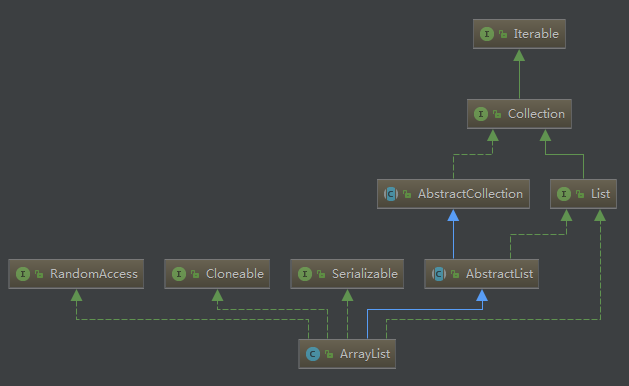 I Iterable
I Collection
C AbstractCollection
I List
I RandomAccess
I Cloneable
I Serializable
C AbstractList
C ArrayList